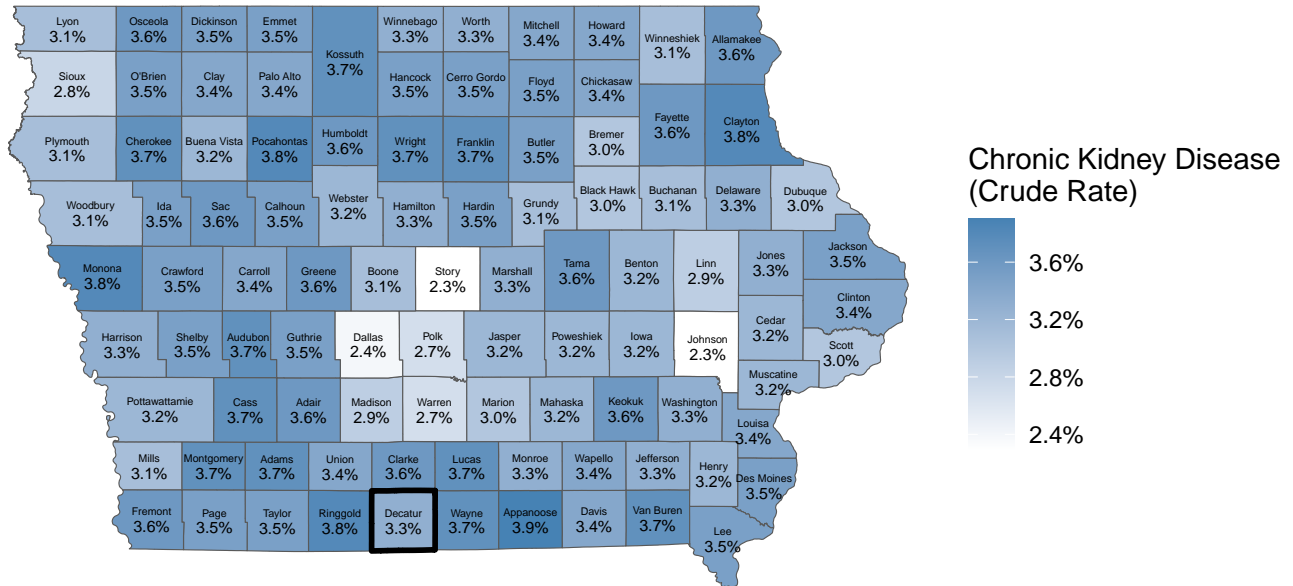 Lyon
3.1%
Osceola
3.6%
Dickinson
3.5%
Emmet
3.5%
Kossuth
3.7%
Winnebago
3.3%
Worth
3.3%
Mitchell
3.4%
Howard
3.4%
Winneshiek
3.1%
Allamakee
3.6%
Sioux
2.8%
O'Brien
3.5%
Clay
3.4%
Palo Alto
3.4%
Hancock
3.5%
Cerro Gordo
3.5%
Floyd
3.5%
Chickasaw
3.4%
Plymouth
3.1%
Cherokee
3.7%
Buena Vista
3.2%
Pocahontas
3.8%
Humboldt
3.6%
Wright
3.7%
Franklin
3.7%
Butler
3.5%
Bremer
3.0%
Fayette
3.6%
Clayton
3.8%
Woodbury
3.1%
Ida
3.5%
Sac
3.6%
Calhoun
3.5%
Webster
3.2%
Hamilton
3.3%
Hardin
3.5%
Grundy
3.1%
Black Hawk
3.0%
Buchanan
3.1%
Delaware
3.3%
Dubuque
3.0%
Monona
3.8%
Crawford
3.5%
Carroll
3.4%
Greene
3.6%
Boone
3.1%
Story
2.3%
Marshall
3.3%
Tama
3.6%
Benton
3.2%
Linn
2.9%
Jones
3.3%
Jackson
3.5%
Clinton
3.4%
Harrison
3.3%
Shelby
3.5%
Audubon
3.7%
Guthrie
3.5%
Dallas
2.4%
Polk
2.7%
Jasper
3.2%
Poweshiek
3.2%
Iowa
3.2%
Johnson
2.3%
Cedar
3.2%
Scott
3.0%
Muscatine
3.2%
Pottawattamie
3.2%
Cass
3.7%
Adair
3.6%
Madison
2.9%
Warren
2.7%
Marion
3.0%
Mahaska
3.2%
Keokuk
3.6%
Washington
3.3%
Louisa
3.4%
Mills
3.1%
Montgomery
3.7%
Adams
3.7%
Union
3.4%
Clarke
3.6%
Lucas
3.7%
Monroe
3.3%
Wapello
3.4%
Jefferson
3.3%
Henry
3.2%
Des Moines
3.5%
Fremont
3.6%
Page
3.5%
Taylor
3.5%
Ringgold
3.8%
Decatur
3.3%
Wayne
3.7%
Appanoose
3.9%
Davis
3.4%
Van Buren
3.7%
Lee
3.5%
Chronic Kidney Disease
(Crude Rate)
3.6%
3.2%
2.8%
2.4%